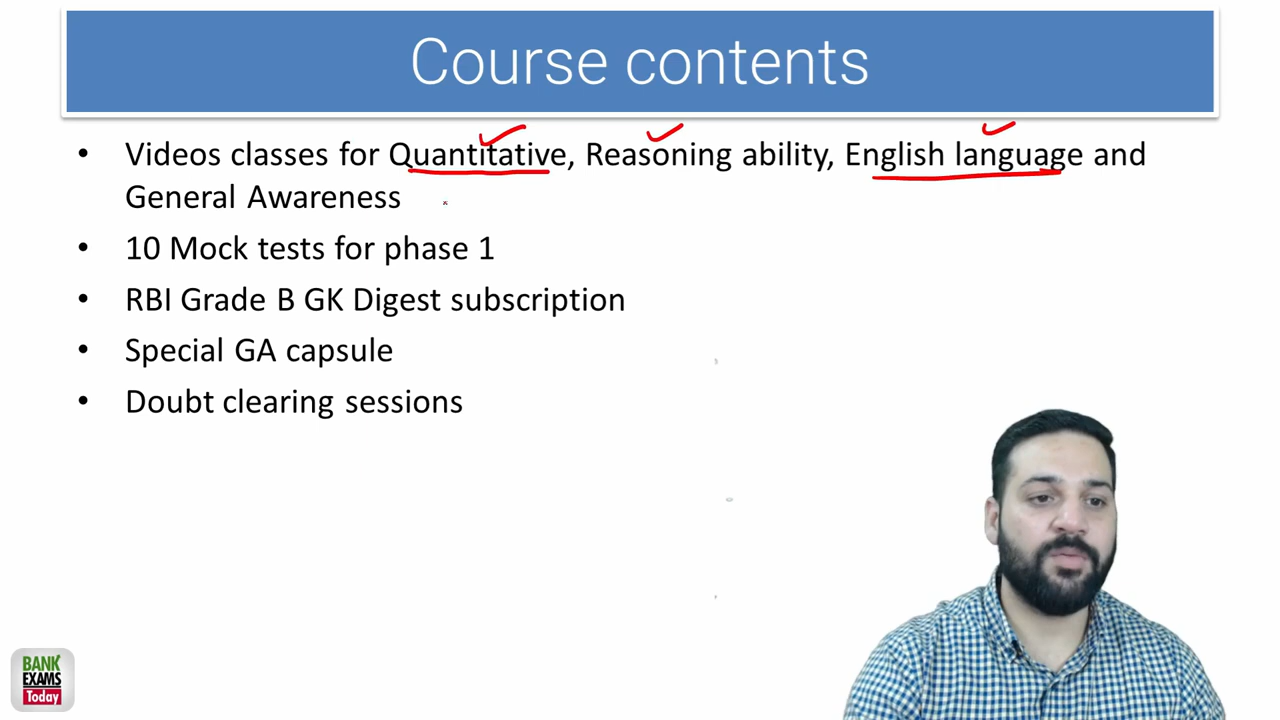 Course contents
• Videos classes for Quantitative, Reasoning ability, English language and
General Awareness
• 10 Mock tests for phase 1
• RBI Grade B GK Digest subscription
• Special GA capsule
• Doubt clearing sessions
BANK
EXAMS
Today